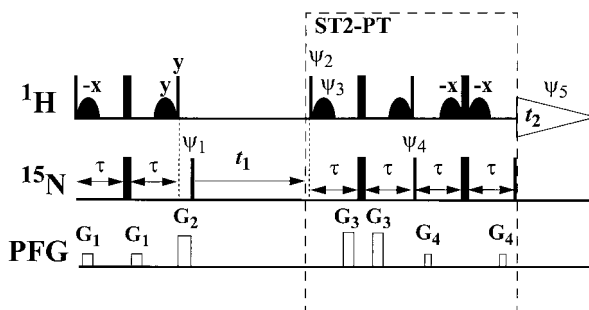 ST2-PT
y ψ2
-x y ψ3 -x -x ψ5
1H t2
ψ1 ψ4
15N τ τ t1 τ τ τ τ
G2 G3 G3
G1 G1 G4 G4
PFG